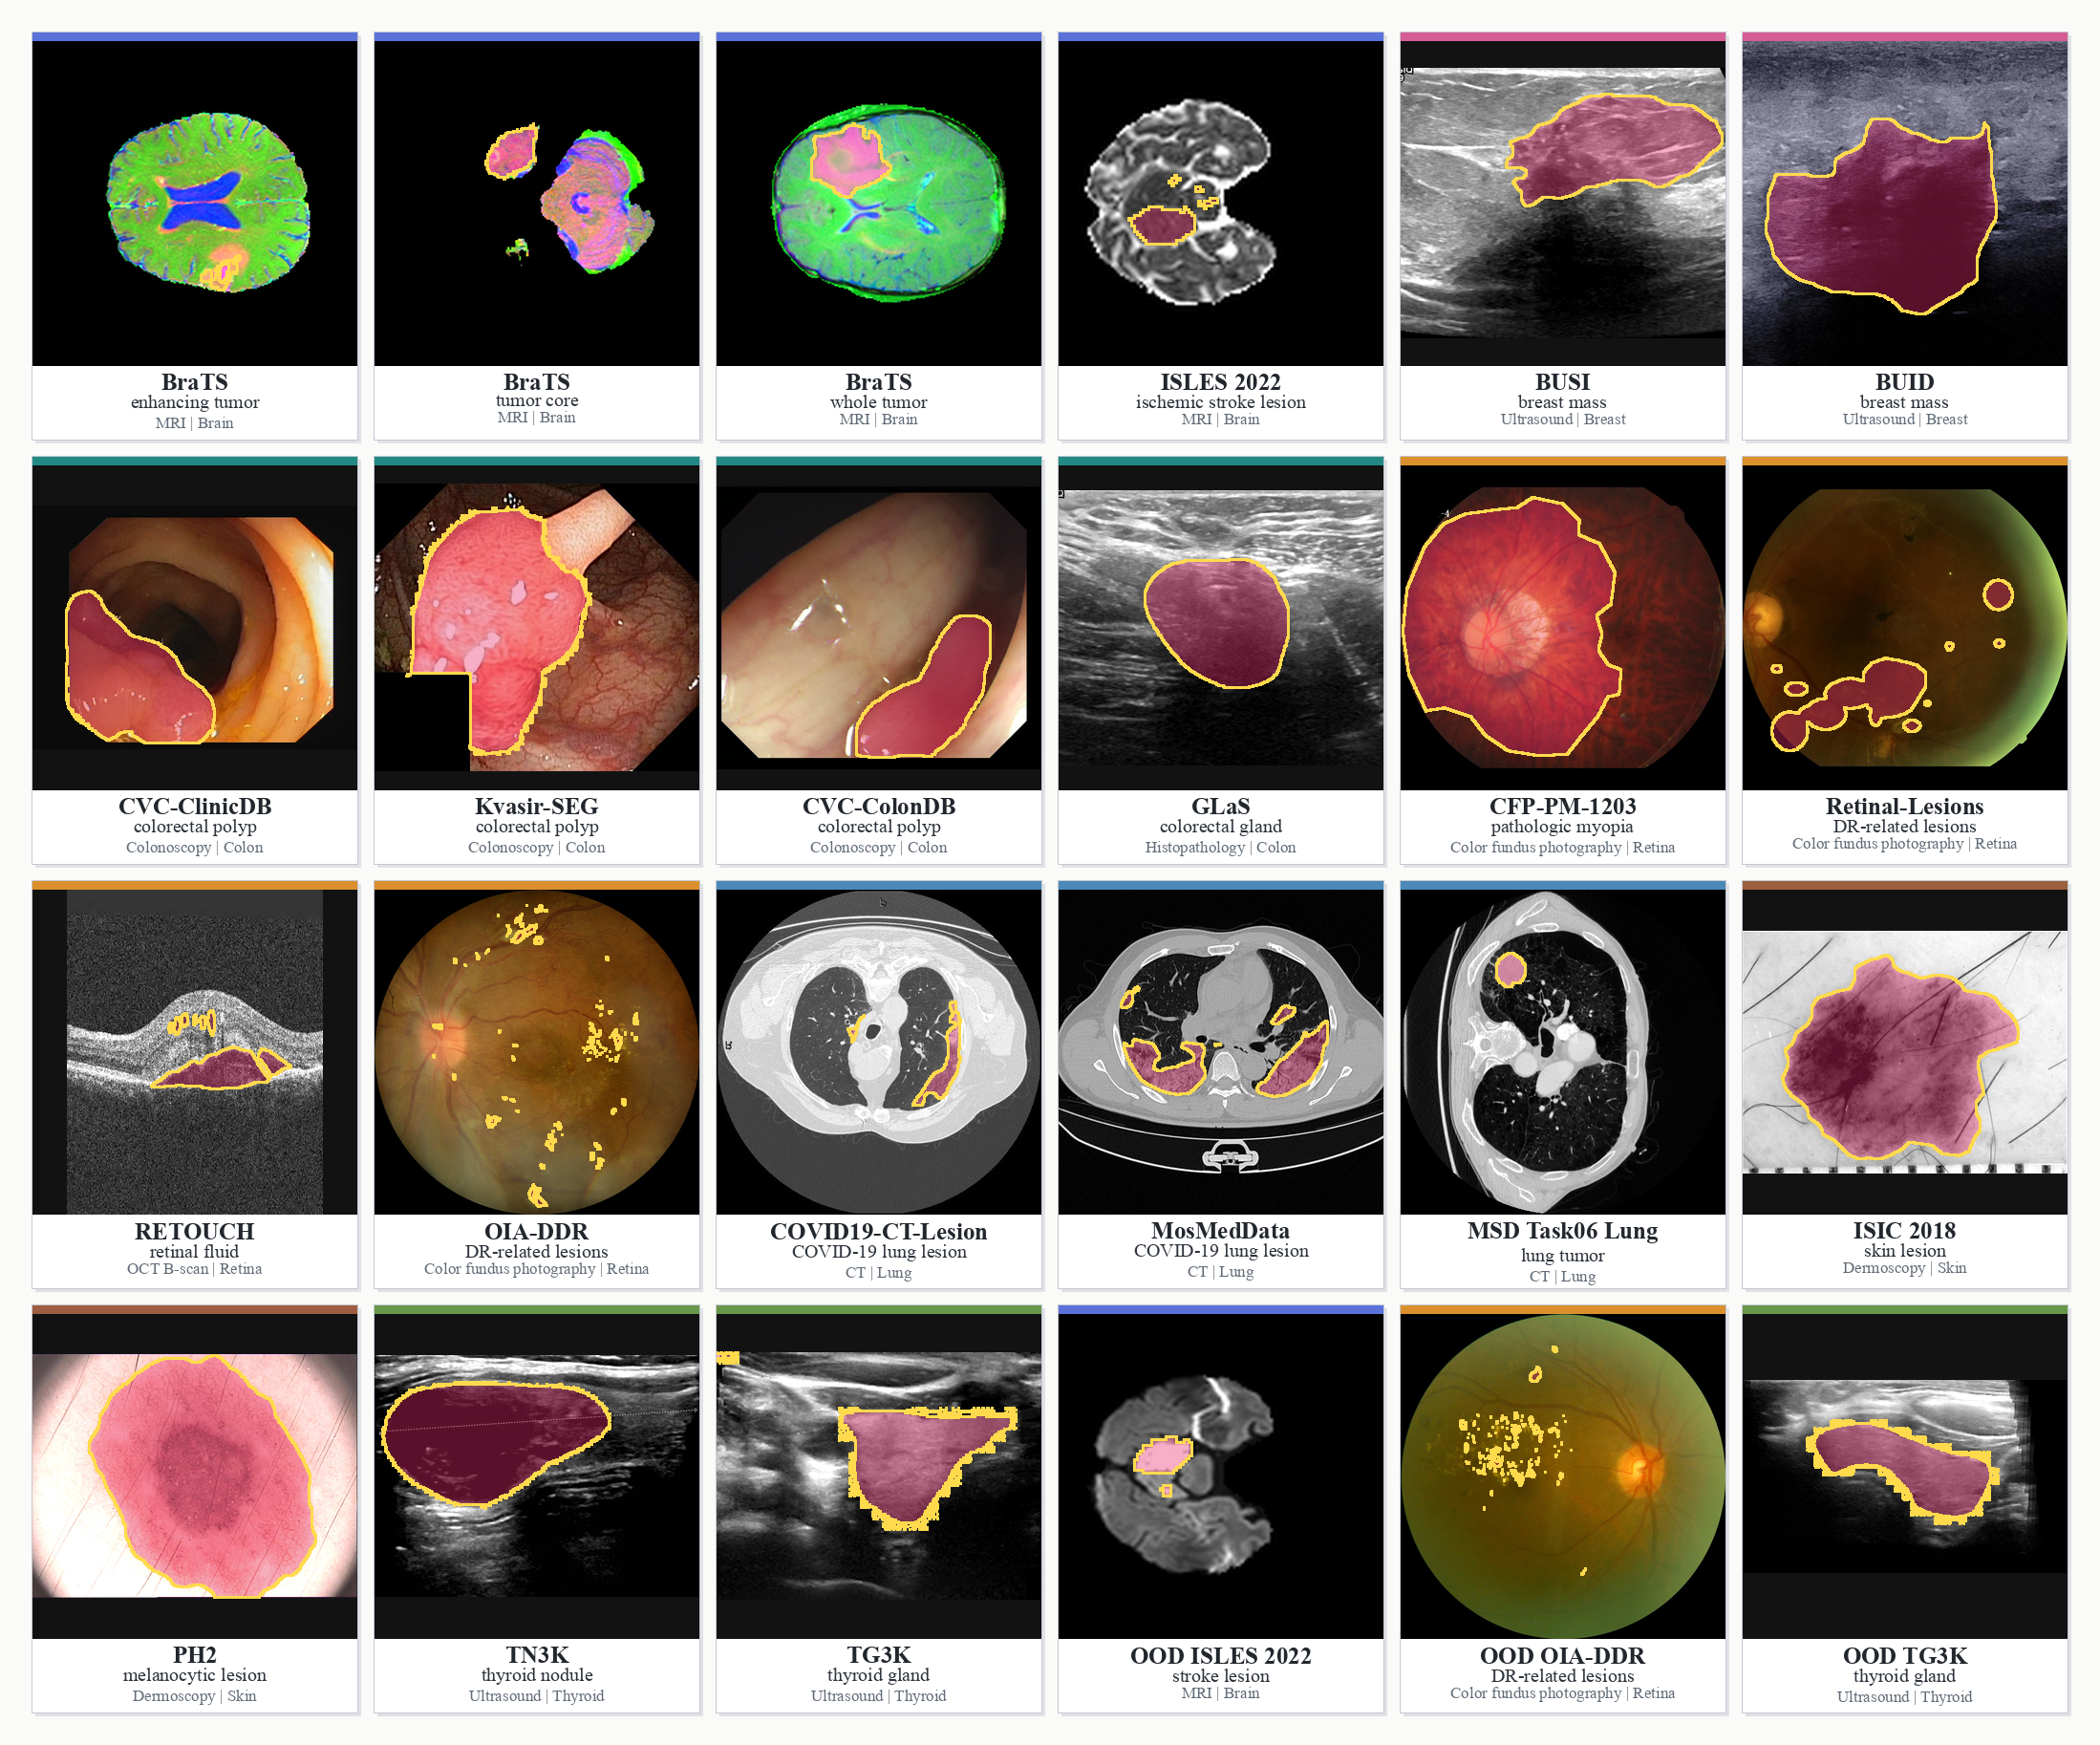 BraTS
enhancing tumor
MRI | Brain
BraTS
tumor core
MRI | Brain
BraTS
whole tumor
MRI | Brain
ISLES 2022
ischemic stroke lesion
MRI | Brain
BUSI
breast mass
Ultrasound | Breast
BUID
breast mass
Ultrasound | Breast
CVC-ClinicDB
colorectal polyp
Colonoscopy | Colon
Kvasir-SEG
colorectal polyp
Colonoscopy | Colon
CVC-ColonDB
colorectal polyp
Colonoscopy | Colon
GLaS
colorectal gland
Histopathology | Colon
CFP-PM-1203
pathologic myopia
Color fundus photography | Retina
Retinal-Lesions
DR-related lesions
Color fundus photography | Retina
RETOUCH
retinal fluid
OCT B-scan | Retina
OIA-DDR
DR-related lesions
Color fundus photography | Retina
COVID19-CT-Lesion
COVID-19 lung lesion
CT | Lung
MosMedData
COVID-19 lung lesion
CT | Lung
MSD Task06 Lung
lung tumor
CT | Lung
ISIC 2018
skin lesion
Dermoscopy | Skin
PH2
melanocytic lesion
Dermoscopy | Skin
TN3K
thyroid nodule
Ultrasound | Thyroid
TG3K
thyroid gland
Ultrasound | Thyroid
OOD ISLES 2022
stroke lesion
MRI | Brain
OOD OIA-DDR
DR-related lesions
Color fundus photography | Retina
OOD TG3K
thyroid gland
Ultrasound | Thyroid